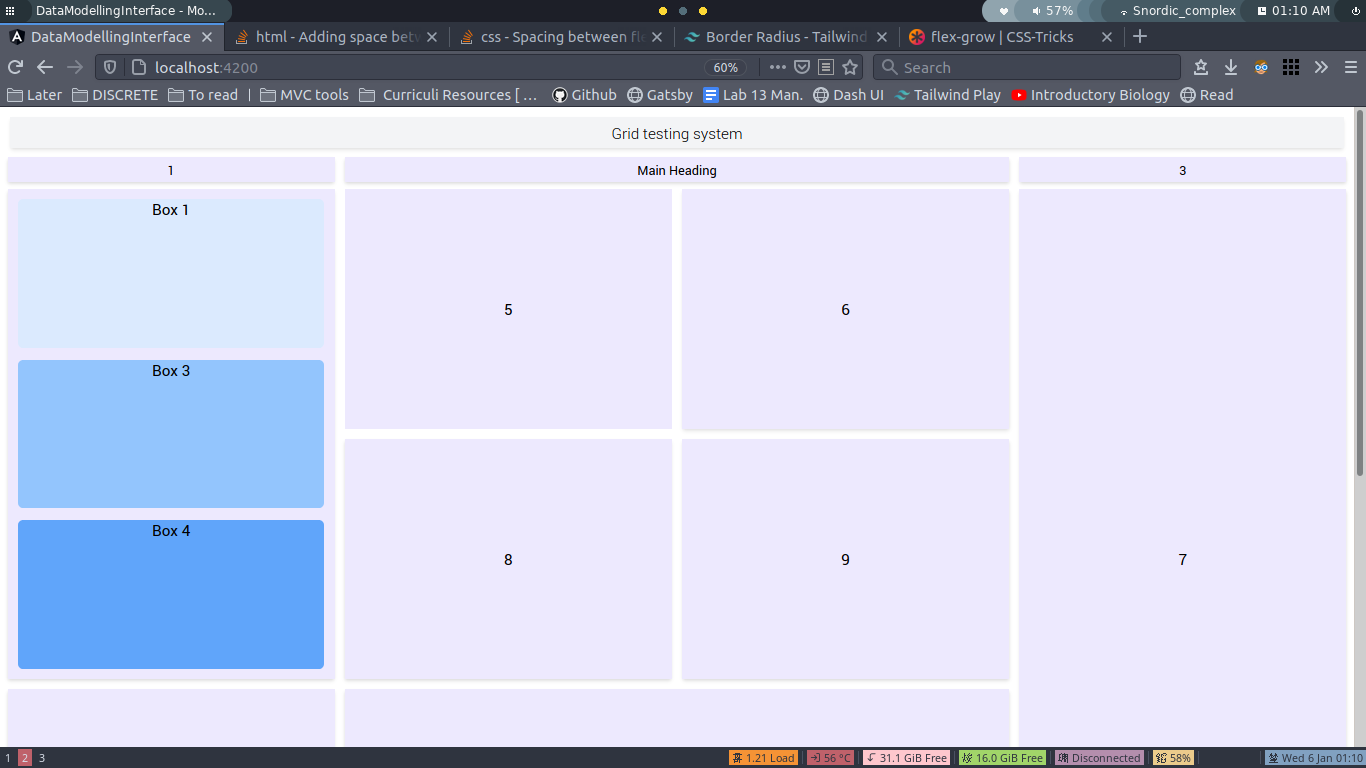 DataModellingInterface - Mo...
57%
Snordic_complex
01:10 AM
DataModellingInterface
html - Adding space betw
css - Spacing between fl
Border Radius - Tailwind
flex-grow | CSS-Tricks
localhost:4200
60%
Search
Later
DISCRETE
To read
|
MVC tools
Curriculi Resources [ ...
Github
Gatsby
Lab 13 Man.
Dash UI
Tailwind Play
Introductory Biology
Read
Grid testing system
1
Main Heading
3
Box 1
Box 3
Box 4
5
6
8
9
7
1 2 3
1.21 Load
56 °C
31.1 GiB Free
16.0 GiB Free
Disconnected
58%
Wed 6 Jan 01:10